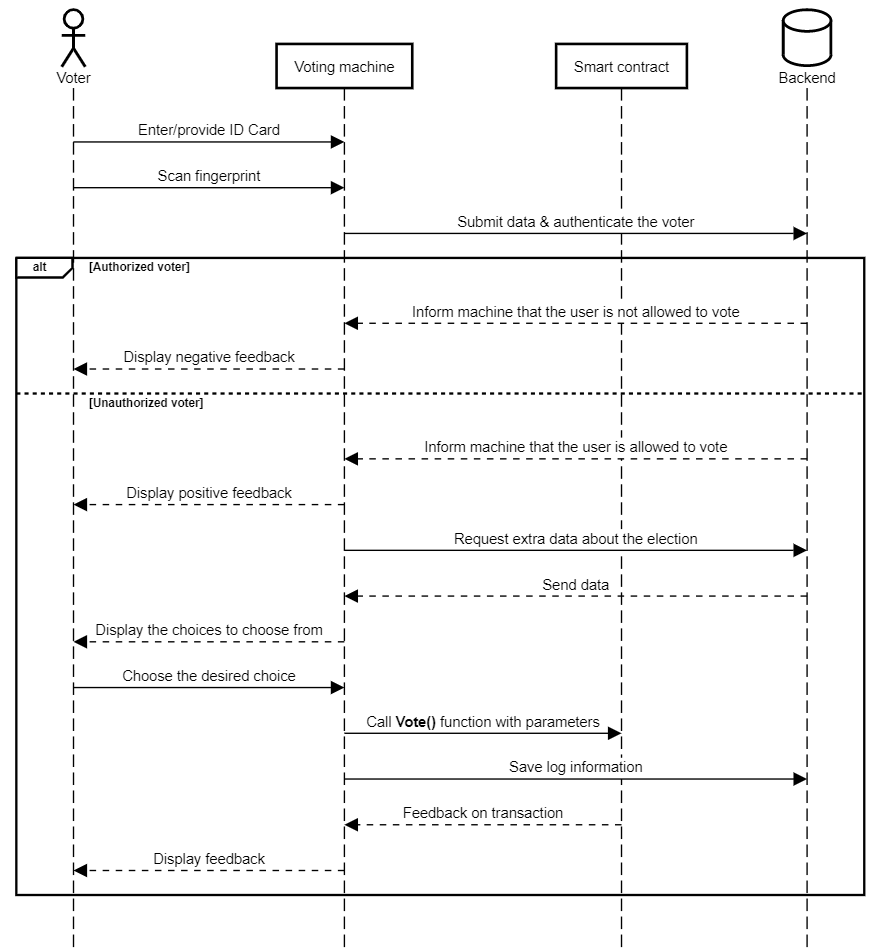 Voter
Voting machine
Smart contract
Backend
Enter/provide ID Card
Scan fingerprint
Submit data & authenticate the voter
alt
[Authorized voter]
Inform machine that the user is not allowed to vote
Display negative feedback
[Unauthorized voter]
Inform machine that the user is allowed to vote
Display positive feedback
Request extra data about the election
Send data
Display the choices to choose from
Choose the desired choice
Call Vote() function with parameters
Save log information
Feedback on transaction
Display feedback